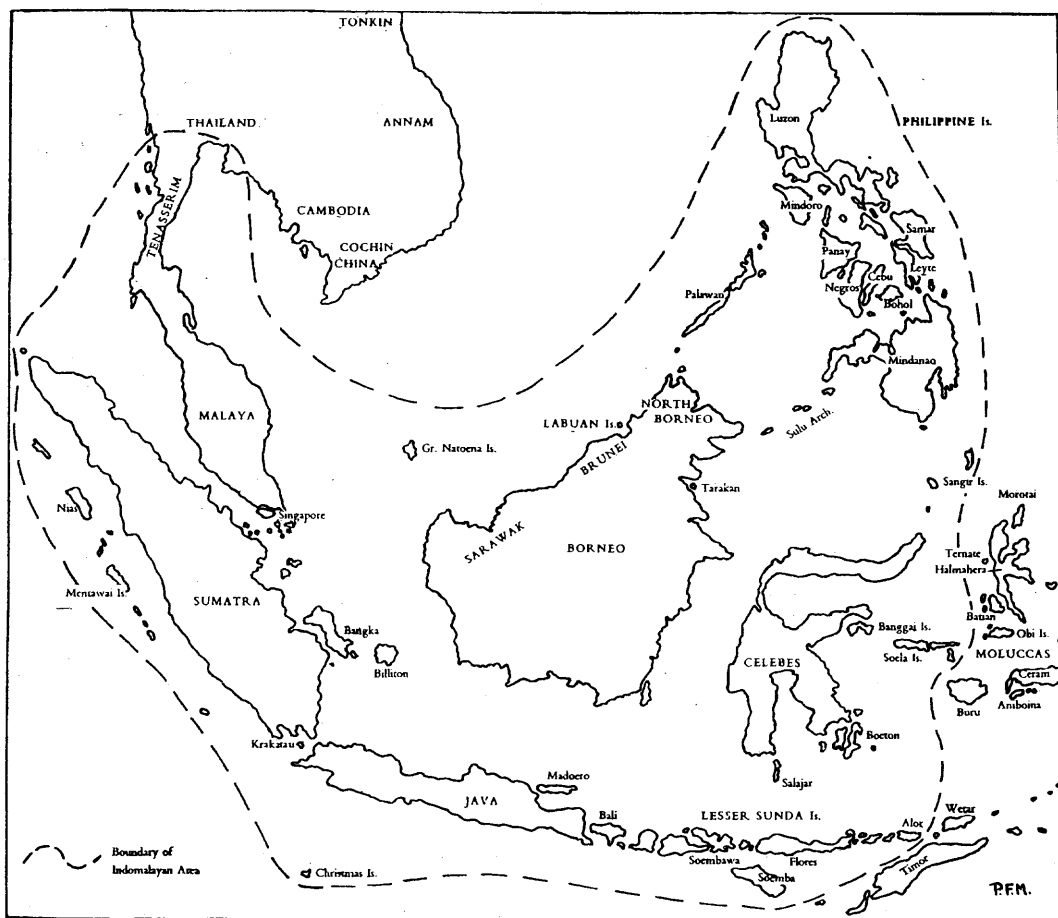 TONKIN
THAILAND
ANNAM
Luzon
PHILIPPINE Is.
TENASSERIM
CAMBODIA
COCHIN
CHINA
Mindoro
Samar
Panay
Leyte
Cebu
Negros
Bohol
Palawan
Mindanao
MALAYA
NORTH
BORNEO
LABUAN Is.
BRUNEI
Sulu Arch.
Gr. Natoena Is.
Tarakan
Sangir Is.
Morotai
Nias
Singapore
SARAWAK
BORNEO
Ternate
Halmahera
Mentawai Is.
SUMATRA
Batian
Bangka
Banggai Is.
Obi Is.
Billiton
CELEBES
Soela Is.
MOLUCCAS
Ceram
Buru
Amboina
Krakatau
Boeton
Salajar
Madoero
JAVA
Bali
LESSER SUNDA Is.
Alor
Wetar
Boundary of
Indomalayan Area
Christmas Is.
Soembawa
Flores
Soemba
Timor
P.F.M.